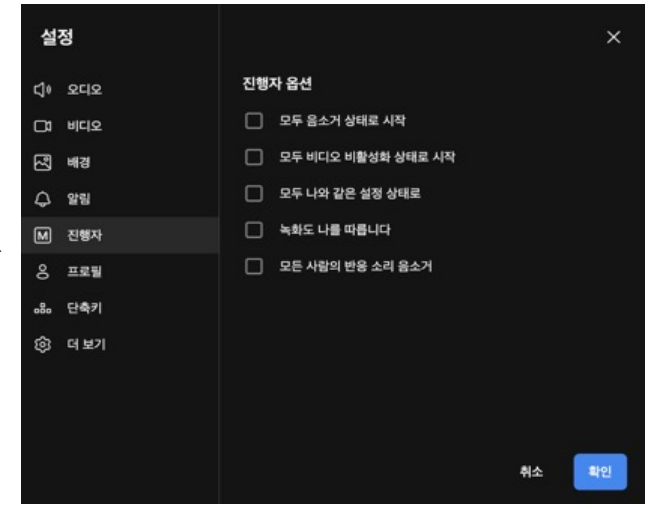 설정
오디오
비디오
배경
알림
M 진행자
프로필
단축키
더 보기
진행자 옵션
모두 음소거 상태로 시작
모두 비디오 비활성화 상태로 시작
모두 나와 같은 설정 상태로
녹화도 나를 따릅니다
모든 사람의 반응 소리 음소거
취소
확인